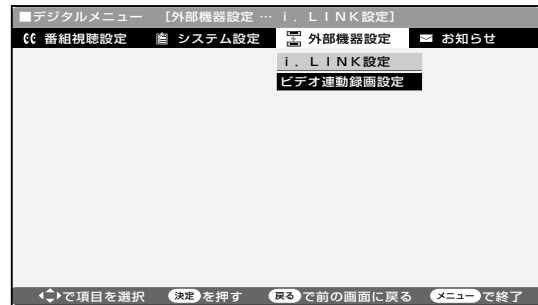 ■デジタルメニュー ［外部機器設定 … ｉ．ＬＩＮＫ設定］
番組視聴設定 システム設定 外部機器設定 お知らせ
ｉ．ＬＩＮＫ設定
ビデオ連動録画設定
で項目を選択 決定を押す 戻るで前の画面に戻る メニューで終了